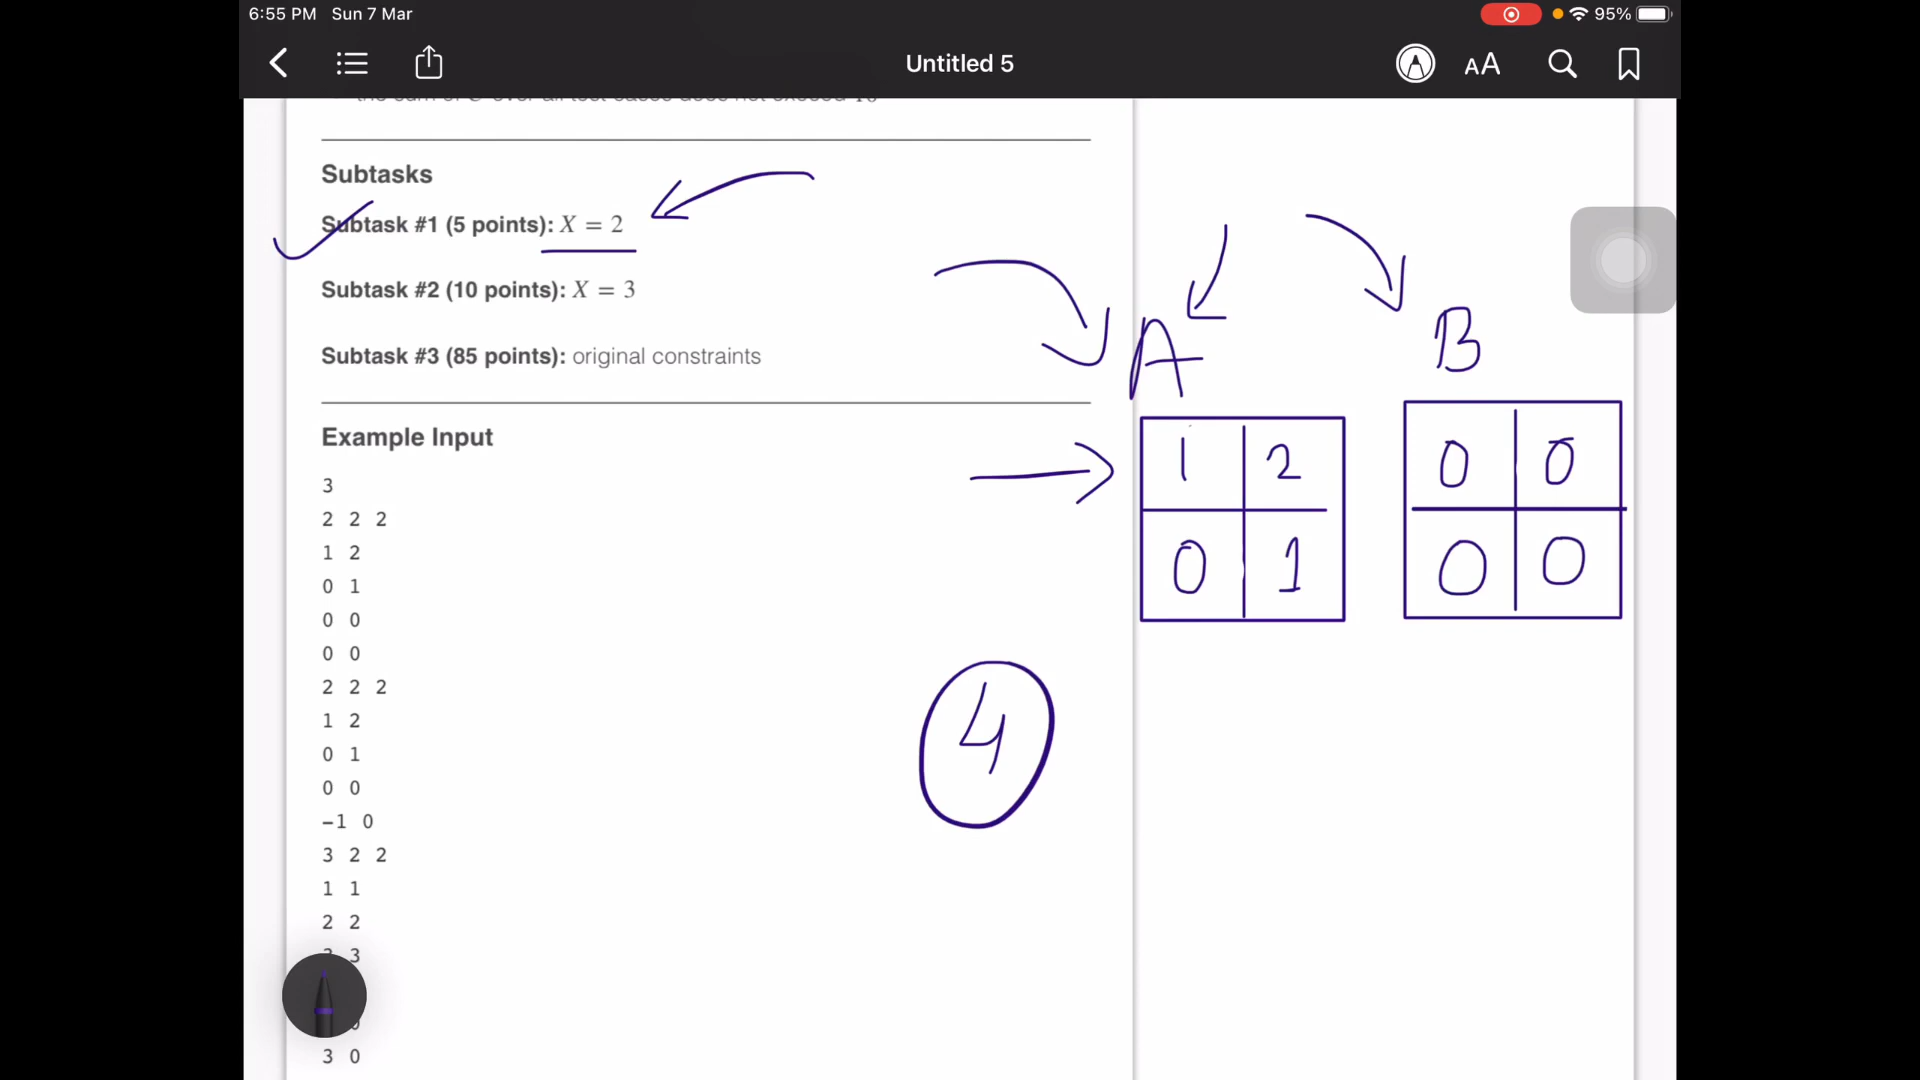 6:55 PM Sun 7 Mar 95%
Untitled 5
AA
Subtasks
Subtask #1 (5 points): X = 2
Subtask #2 (10 points): X = 3
Subtask #3 (85 points): original constraints
Example Input
3
2 2 2
1 2
0 1
0 0
0 0
2 2 2
1 2
0 1
0 0
-1 0
3 2 2
1 1
2 2
3
3 0
A
1 2
0 1
B
0 0
0 0
4